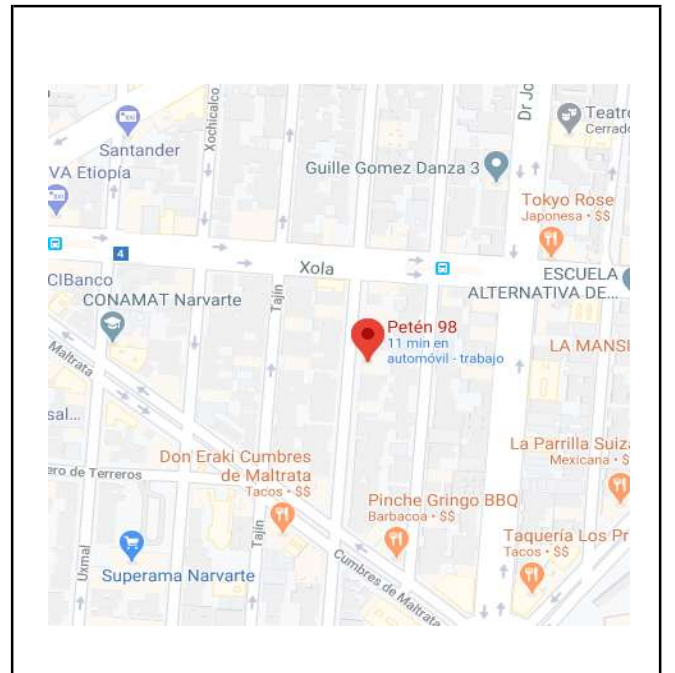 Xochicalco
Dr Jo
Teatr
Cerrado
Santander
VA Etiopía
Guille Gomez Danza 3
Tokyo Rose
Japonesa • $$
4
Xola
CIBanco
CONAMAT Narvarte
Tajín
ESCUELA
ALTERNATIVA DE...
Petén 98
11 min en
automóvil - trabajo
LA MANSI
Maltrata
sal...
Don Eraki Cumbres
de Maltrata
Tacos • $$
La Parrilla Suiz
Mexicana • $
ero de Terreros
Pinche Gringo BBQ
Barbacoa • $$
Tajín
Taquería Los Pr
Tacos • $$
Uxmal
Superama Narvarte
Cumbres de Maltrata